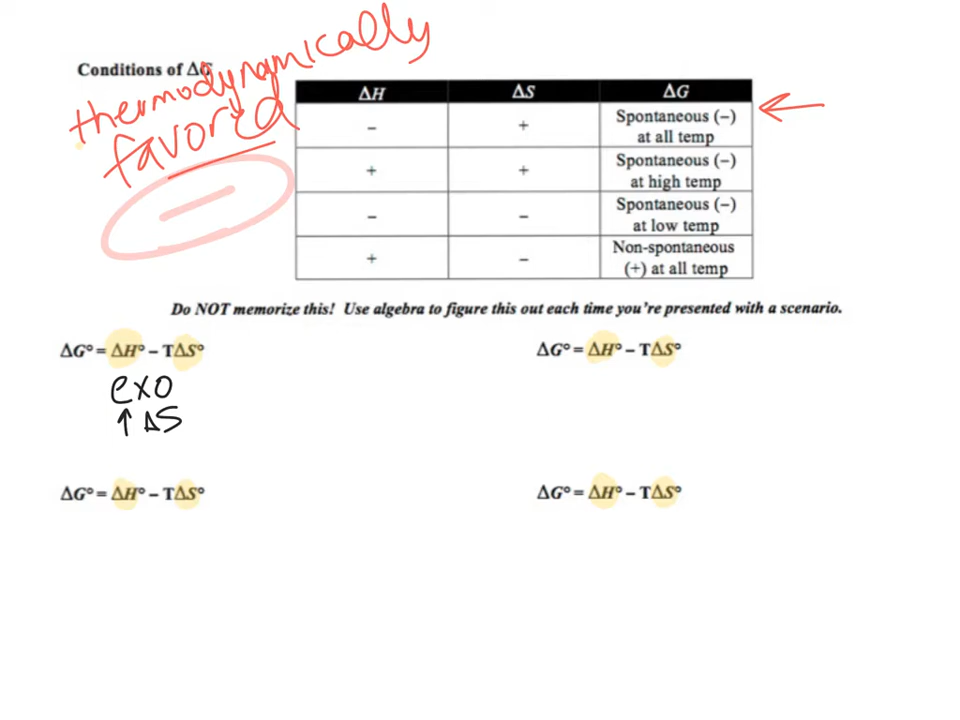 thermodynamically
favored
Conditions of ΔG
ΔH ΔS ΔG
– + Spontaneous (–)
at all temp
+ + Spontaneous (–)
at high temp
– – Spontaneous (–)
at low temp
+ – Non-spontaneous
(+) at all temp
Do NOT memorize this! Use algebra to figure this out each time you're presented with a scenario.
ΔG° = ΔH° – TΔS° ΔG° = ΔH° – TΔS°
exo
↑ ΔS
ΔG° = ΔH° – TΔS° ΔG° = ΔH° – TΔS°